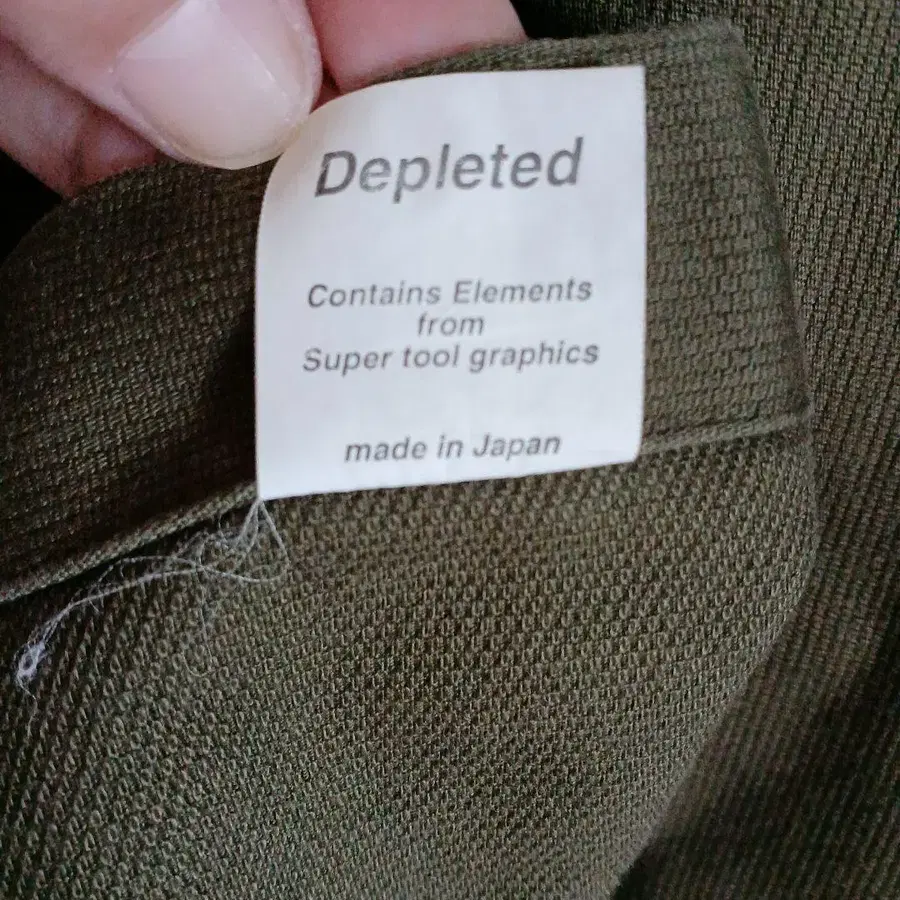 Depleted
Contains Elements
from
Super tool graphics
made in Japan